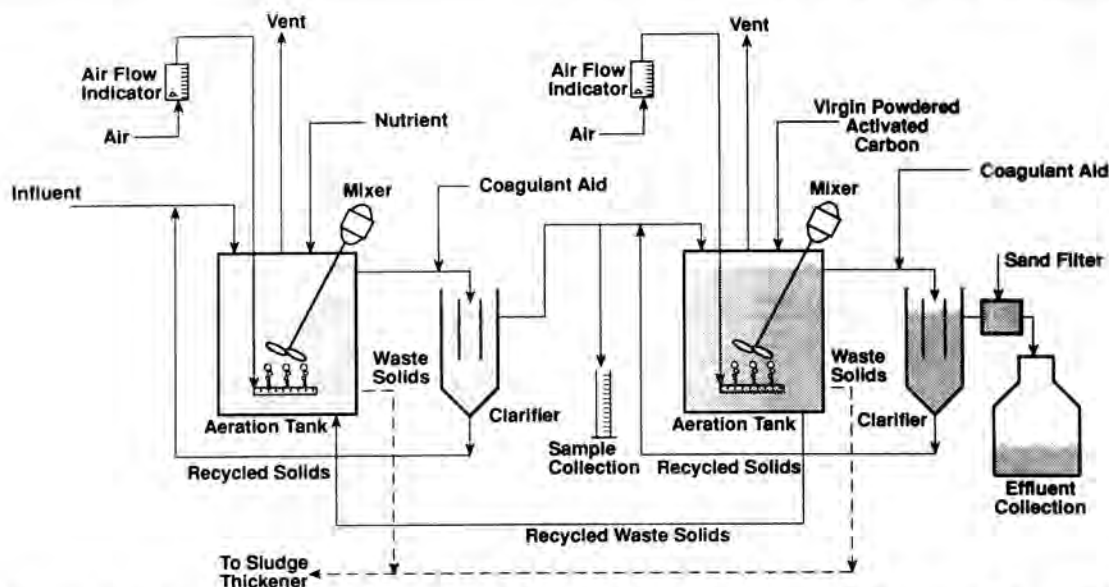 Vent
Air Flow
Indicator
Air
Nutrient
Influent
Mixer
Coagulant Aid
Waste
Solids
Aeration Tank
Clarifier
Recycled Solids
Sample
Collection
Vent
Air Flow
Indicator
Air
Virgin Powdered
Activated
Carbon
Mixer
Coagulant Aid
Sand Filter
Waste
Solids
Aeration Tank
Clarifier
Recycled Solids
Effluent
Collection
Recycled Waste Solids
To Sludge
Thickener